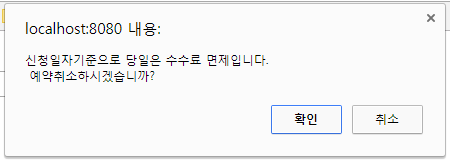 localhost:8080 내용:
신청일자기준으로 당일은 수수료 면제입니다.
예약취소하시겠습니까?
확인
취소